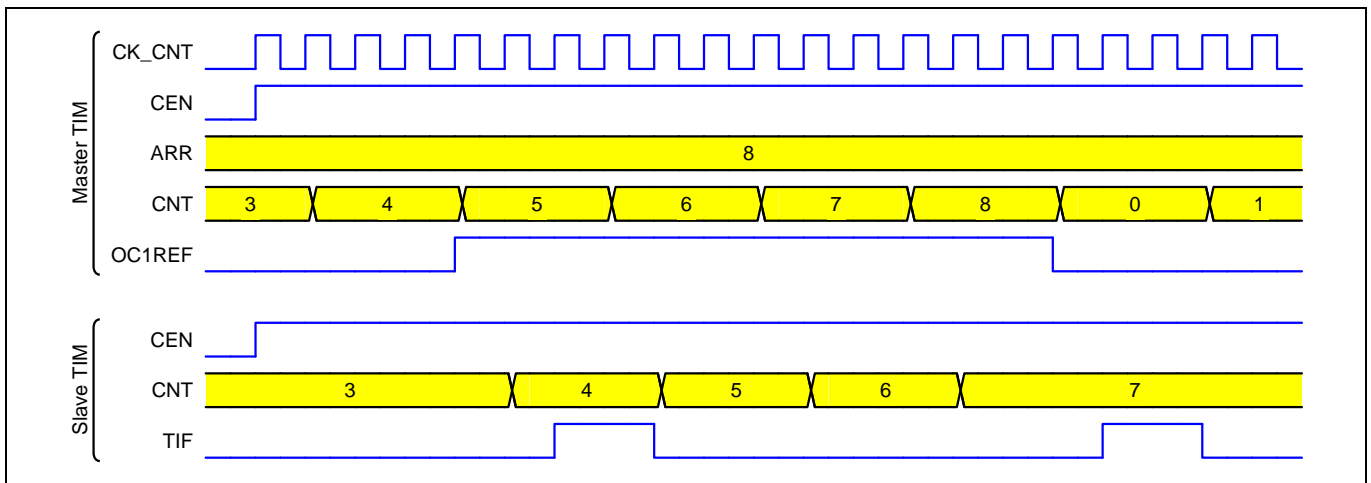 Master TIM
CK_CNT
CEN
ARR 8
CNT 3 4 5 6 7 8 0 1
OC1REF
Slave TIM
CEN
CNT 3 4 5 6 7
TIF